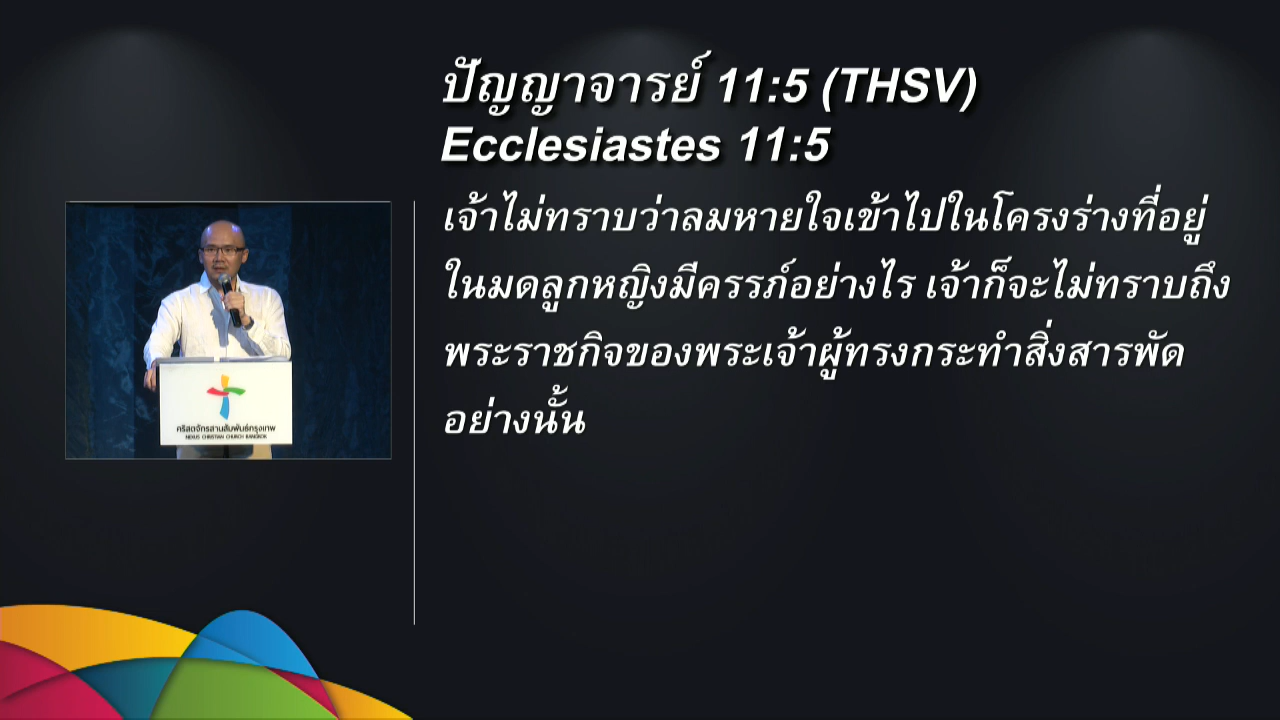 ปัญญาจารย์ 11:5 (THSV)
Ecclesiastes 11:5
เจ้าไม่ทราบว่าลมหายใจเข้าไปในโครงร่างที่อยู่
ในมดลูกหญิงมีครรภ์อย่างไร เจ้าก็จะไม่ทราบถึง
พระราชกิจของพระเจ้าผู้ทรงกระทำสิ่งสารพัด
อย่างนั้น
คริสตจักรสานสัมพันธ์กรุงเทพ
NEXUS CHRISTIAN CHURCH BANGKOK